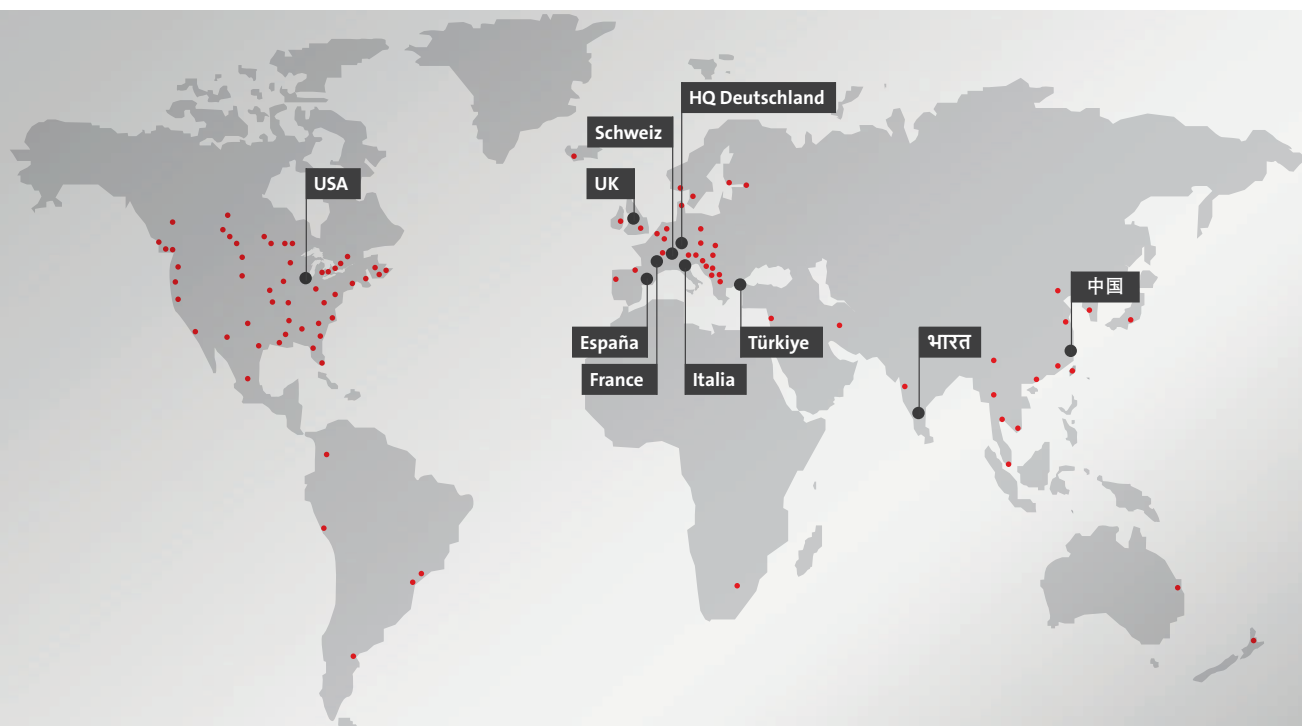 HQ Deutschland
Schweiz
USA
UK
中国
España
Türkiye
भारत
France
Italia